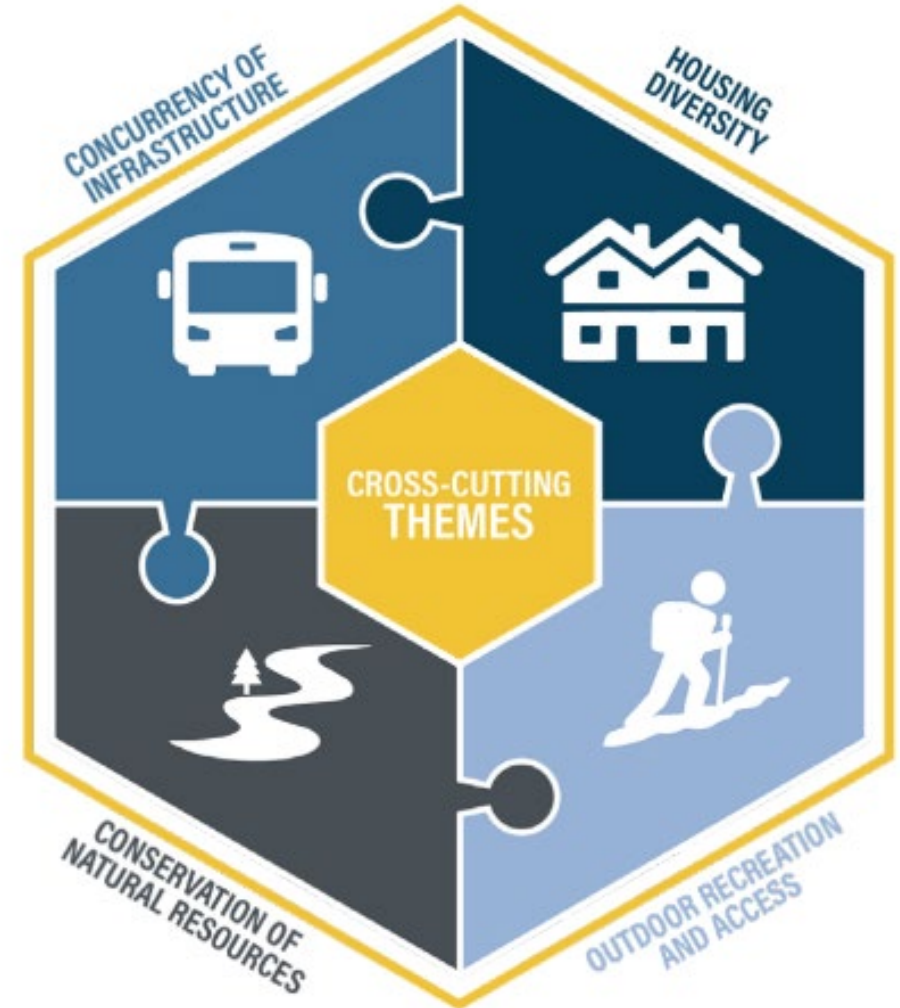 CONCURRENCY OF
INFRASTRUCTURE
HOUSING
DIVERSITY
CROSS-CUTTING
THEMES
CONSERVATION OF
NATURAL RESOURCES
OUTDOOR RECREATION
AND ACCESS